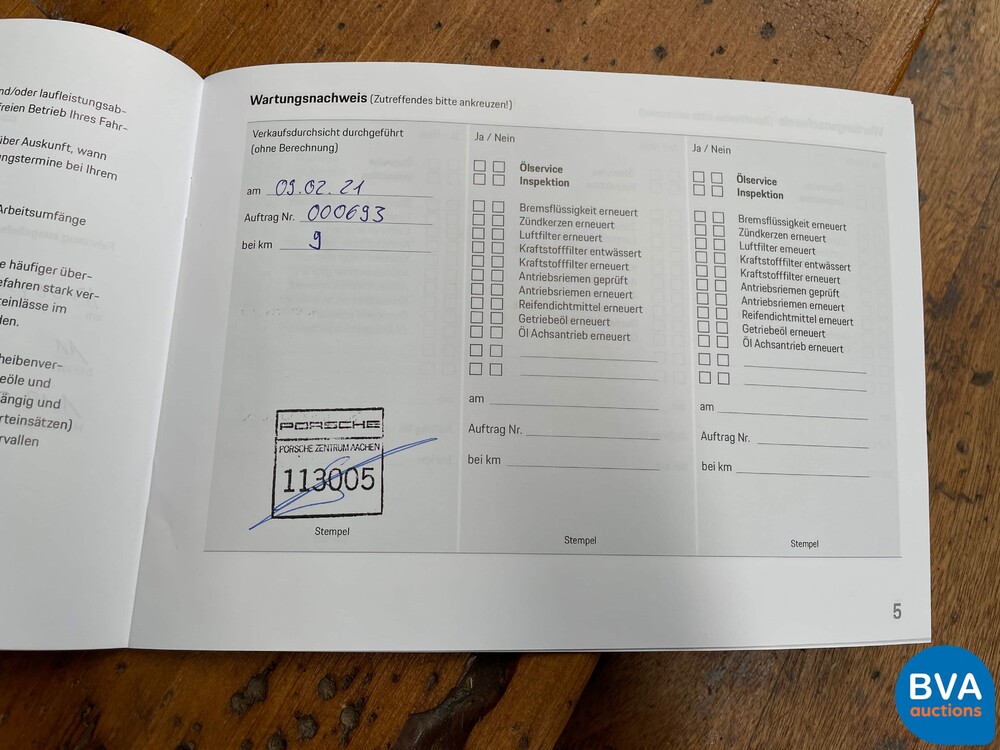 nd/oder laufleistungsab-
freien Betrieb Ihres Fahr-
über Auskunft, wann
ngstermine bei Ihrem
Arbeitsumfänge
e häufiger über-
efahren stark ver-
teinlässe im
den.
heibenver-
eöle und
ängig und
rteinsätzen)
rvallen
Wartungsnachweis (Zutreffendes bitte ankreuzen!)
Verkaufsdurchsicht durchgeführt
(ohne Berechnung)
am 09.02.21
Auftrag Nr. 000693
bei km 9
PORSCHE
PORSCHE ZENTRUM AACHEN
113005
Stempel
Ja / Nein
Ölservice
Inspektion
Bremsflüssigkeit erneuert
Zündkerzen erneuert
Luftfilter erneuert
Kraftstofffilter entwässert
Kraftstofffilter erneuert
Antriebsriemen geprüft
Antriebsriemen erneuert
Reifendichtmittel erneuert
Getriebeöl erneuert
Öl Achsantrieb erneuert
am
Auftrag Nr.
bei km
Stempel
Ja / Nein
Ölservice
Inspektion
Bremsflüssigkeit erneuert
Zündkerzen erneuert
Luftfilter erneuert
Kraftstofffilter entwässert
Kraftstofffilter erneuert
Antriebsriemen geprüft
Antriebsriemen erneuert
Reifendichtmittel erneuert
Getriebeöl erneuert
Öl Achsantrieb erneuert
am
Auftrag Nr.
bei km
Stempel
5
BVA
auctions